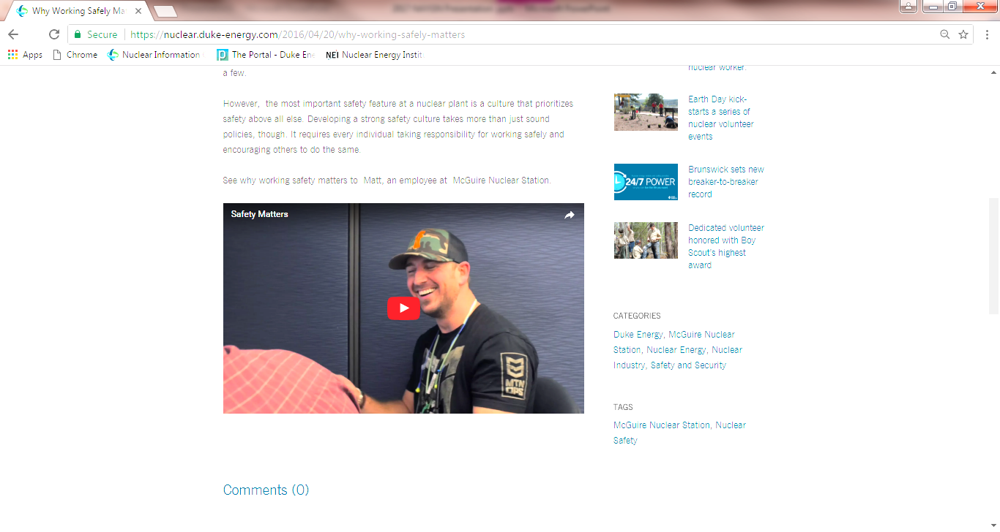 Why Working Safely Ma
Secure https://nuclear.duke-energy.com/2016/04/20/why-working-safely-matters
Apps Chrome Nuclear Information The Portal - Duke En NEI Nuclear Energy Instit
a few.
However, the most important safety feature at a nuclear plant is a culture that prioritizes
safety above all else. Developing a strong safety culture takes more than just sound
policies, though. It requires every individual taking responsibility for working safely and
encouraging others to do the same.
See why working safety matters to Matt, an employee at McGuire Nuclear Station.
Safety Matters
MTN
OPS
nuclear worker.
Earth Day kick-
starts a series of
nuclear volunteer
events
24/7 POWER
Brunswick sets new
breaker-to-breaker
record
Dedicated volunteer
honored with Boy
Scout's highest
award
CATEGORIES
Duke Energy, McGuire Nuclear
Station, Nuclear Energy, Nuclear
Industry, Safety and Security
TAGS
McGuire Nuclear Station, Nuclear
Safety
Comments (0)